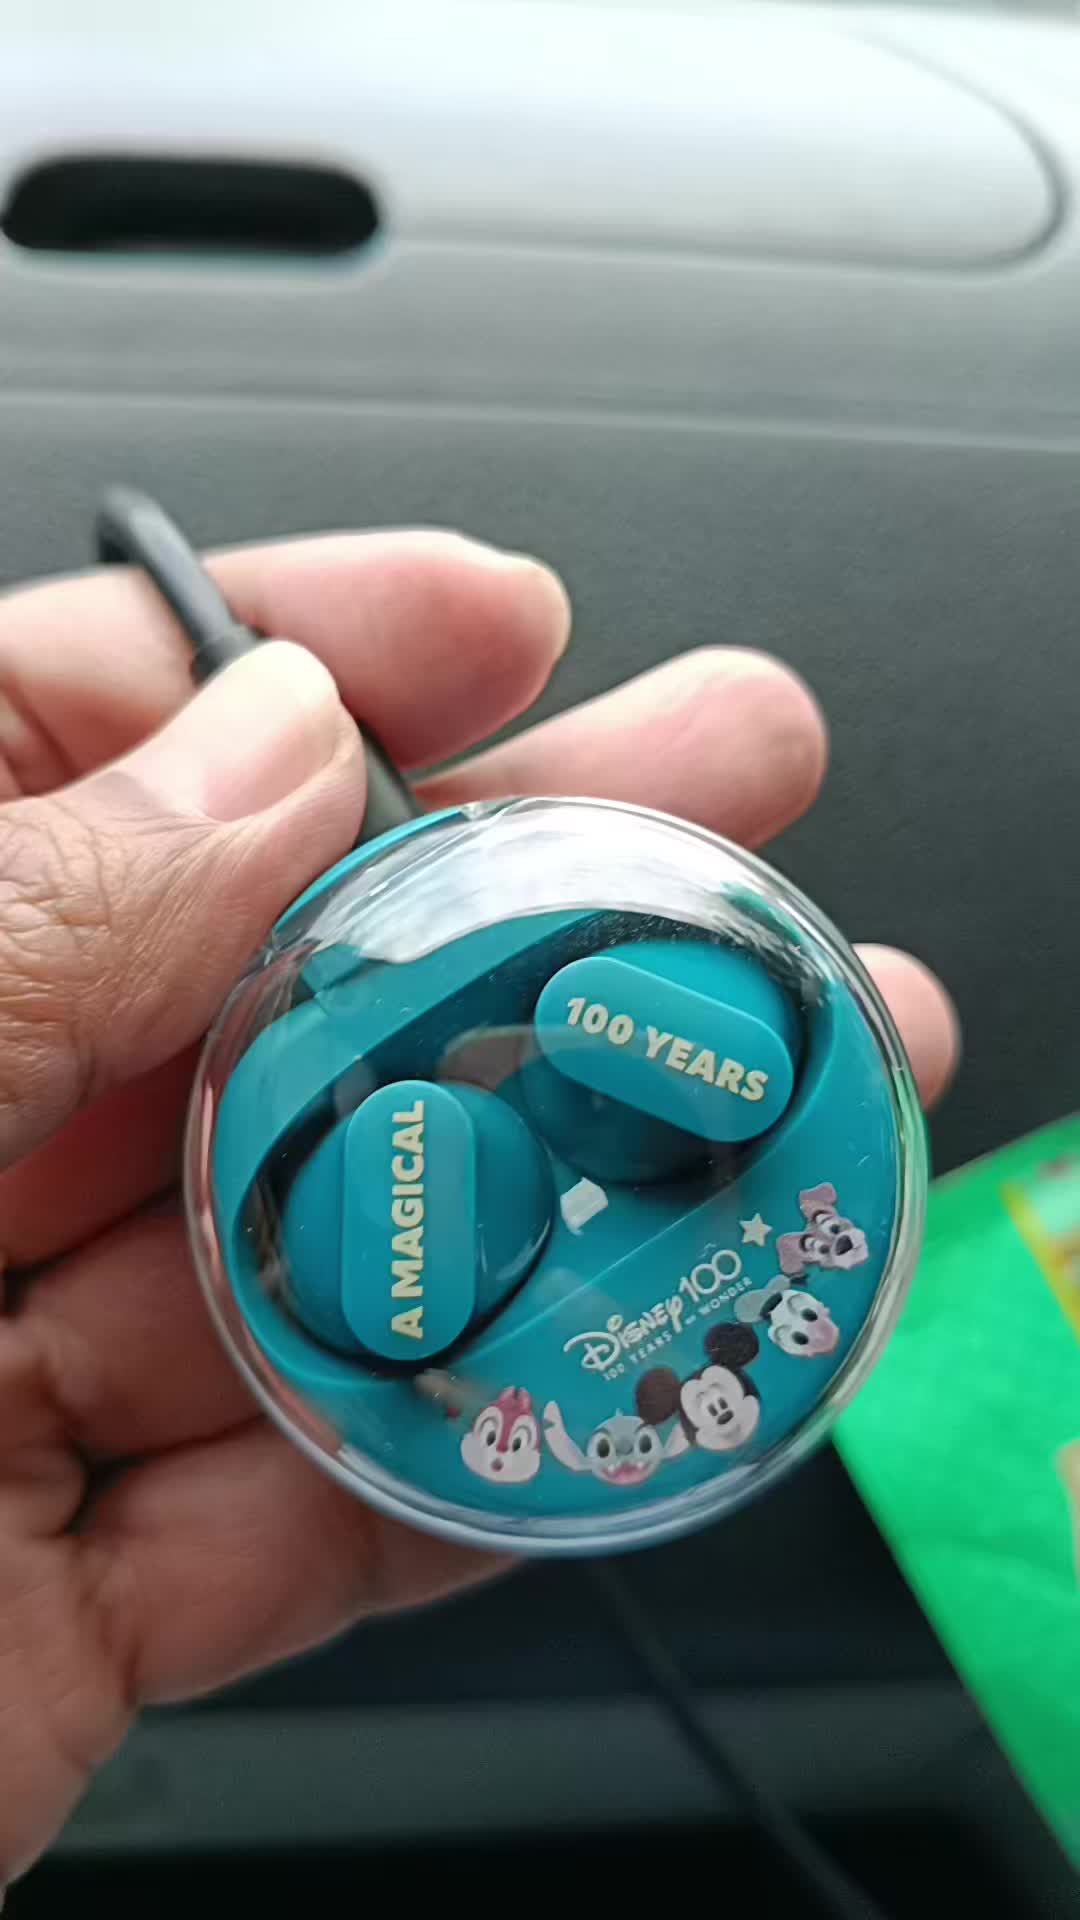 A MAGICAL
100 YEARS
Disney100
100 YEARS OF WONDER